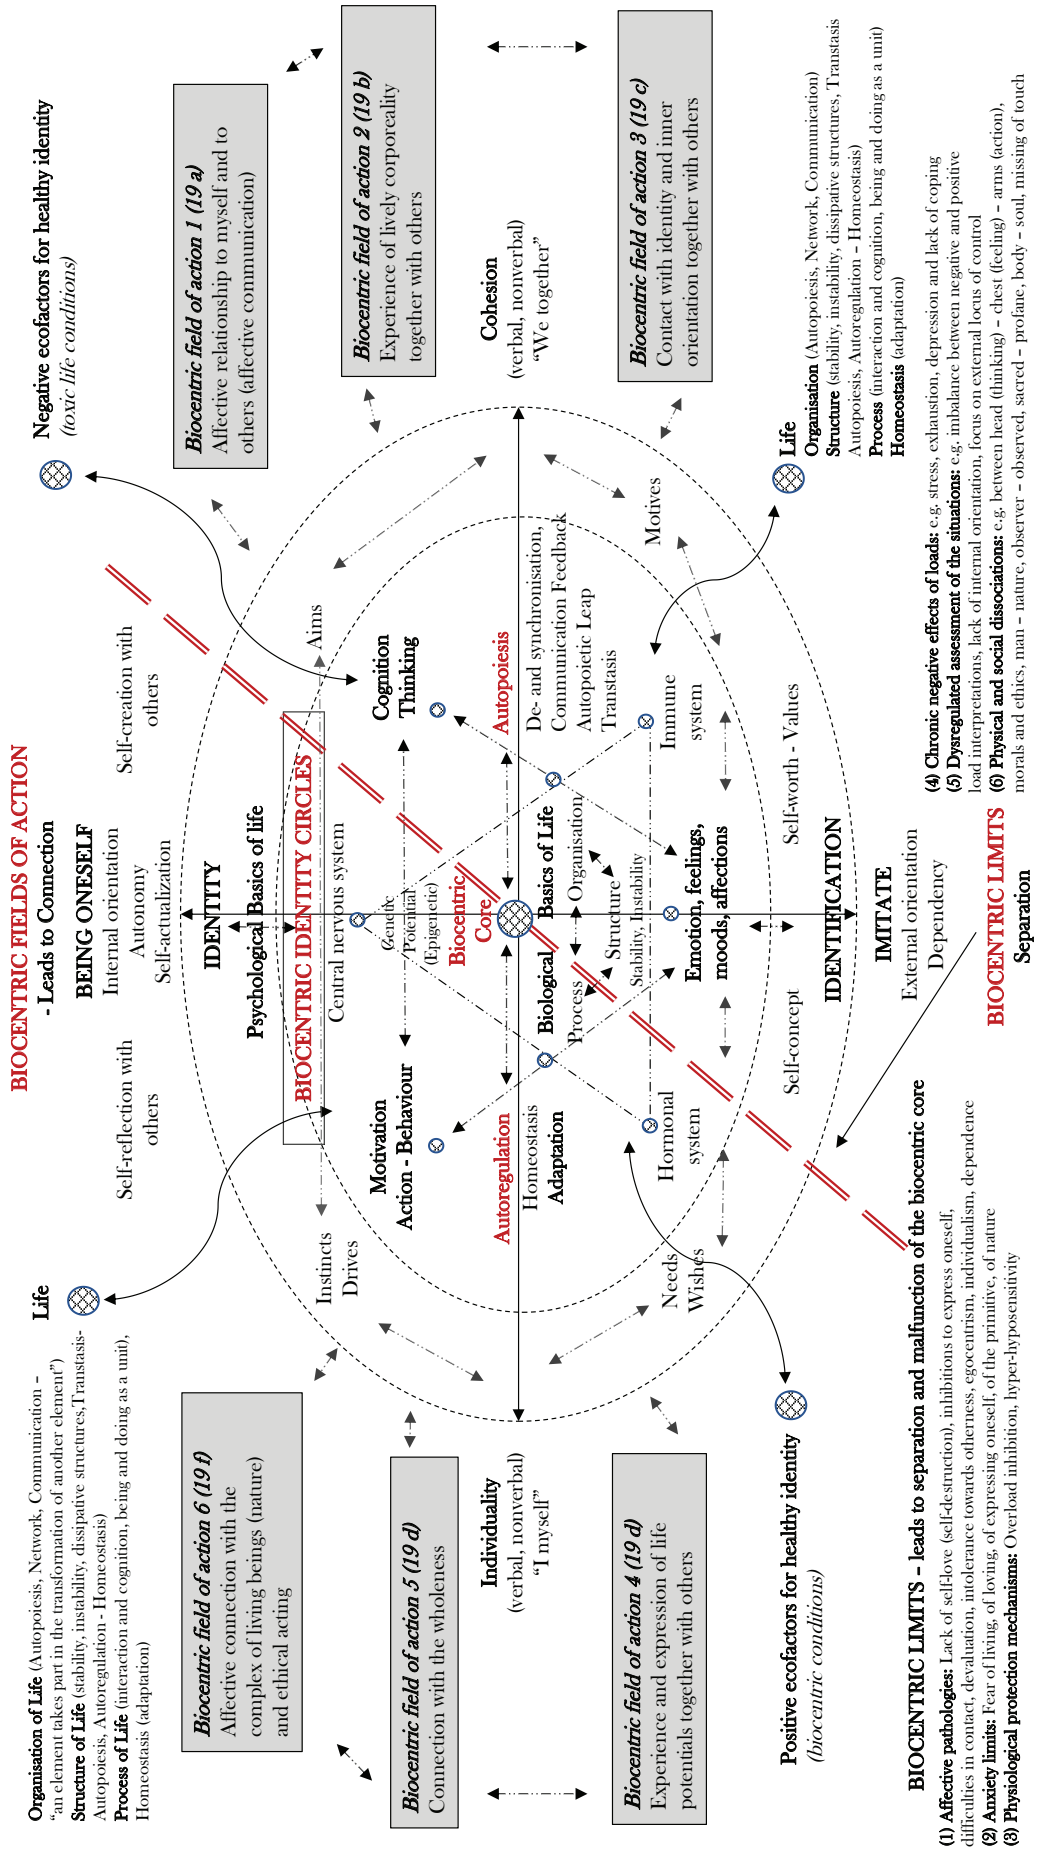 BIOCENTRIC FIELDS OF ACTION
- Leads to Connection
Organisation of Life (Autopoiesis, Network, Communication –
“an element takes part in the transformation of another element”)
Structure of Life (stability, instability, dissipative structures,Transtasis-
Autopoiesis, Autoregulation - Homeostasis)
Process of Life (interaction and cognition, being and doing as a unit),
Homeostasis (adaptation)
Life
Self-reflection with
others
BEING ONESELF
Internal orientation
Autonomy
Self-actualization
Self-creation with
others
Negative ecofactors for healthy identity
(toxic life conditions)
Biocentric field of action 6 (19 f)
Affective connection with the
complex of living beings (nature)
and ethical acting
Biocentric field of action 1 (19 a)
Affective relationship to myself and to
others (affective communication)
IDENTITY
Psychological Basics of life
BIOCENTRIC IDENTITY CIRCLES
Instincts
Drives
Aims
Central nervous system
Biocentric field of action 5 (19 d)
Connection with the wholeness
Biocentric field of action 2 (19 b)
Experience of lively corporeality
together with others
Motivation
Action - Behaviour
Genetic
Potential
(Epigenetic)
Cognition
Thinking
Biocentric
Core
Individuality
(verbal, nonverbal)
“I myself”
Autoregulation
Homeostasis
Adaptation
Autopoiesis
De- and synchronisation,
Communication Feedback
Autopoietic Leap
Transtasis
Cohesion
(verbal, nonverbal)
“We together”
Biological Basics of Life
Process
Organisation
Structure
Stability, Instability
Biocentric field of action 4 (19 d)
Experience and expression of life
potentials together with others
Biocentric field of action 3 (19 c)
Contact with identity and inner
orientation together with others
Needs
Wishes
Hormonal
system
Immune
system
Motives
Emotion, feelings,
moods, affections
Self-concept
Self-worth - Values
IDENTIFICATION
IMITATE
External orientation
Dependency
Positive ecofactors for healthy identity
(biocentric conditions)
Life
Organisation (Autopoiesis, Network, Communication)
Structure (stability, instability, dissipative structures, Transtasis
Autopoiesis, Autoregulation – Homeostasis)
Process (interaction and cognition, being and doing as a unit)
Homeostasis (adaptation)
BIOCENTRIC LIMITS
Separation
BIOCENTRIC LIMITS – leads to separation and malfunction of the biocentric core
(1) Affective pathologies: Lack of self-love (self-destruction), inhibitions to express oneself,
difficulties in contact, devaluation, intolerance towards otherness, egocentrism, individualism, dependence
(2) Anxiety limits: Fear of living, of loving, of expressing oneself, of the primitive, of nature
(3) Physiological protection mechanisms: Overload inhibition, hyper-hyposensitivity
(4) Chronic negative effects of loads: e.g. stress, exhaustion, depression and lack of coping
(5) Dysregulated assessment of the situations: e.g. imbalance between negative and positive
load interpretations, lack of internal orientation, focus on external locus of control
(6) Physical and social dissociations: e.g. between head (thinking) – chest (feeling) – arms (action),
morals and ethics, man – nature, observer – observed, sacred – profane, body – soul, missing of touch